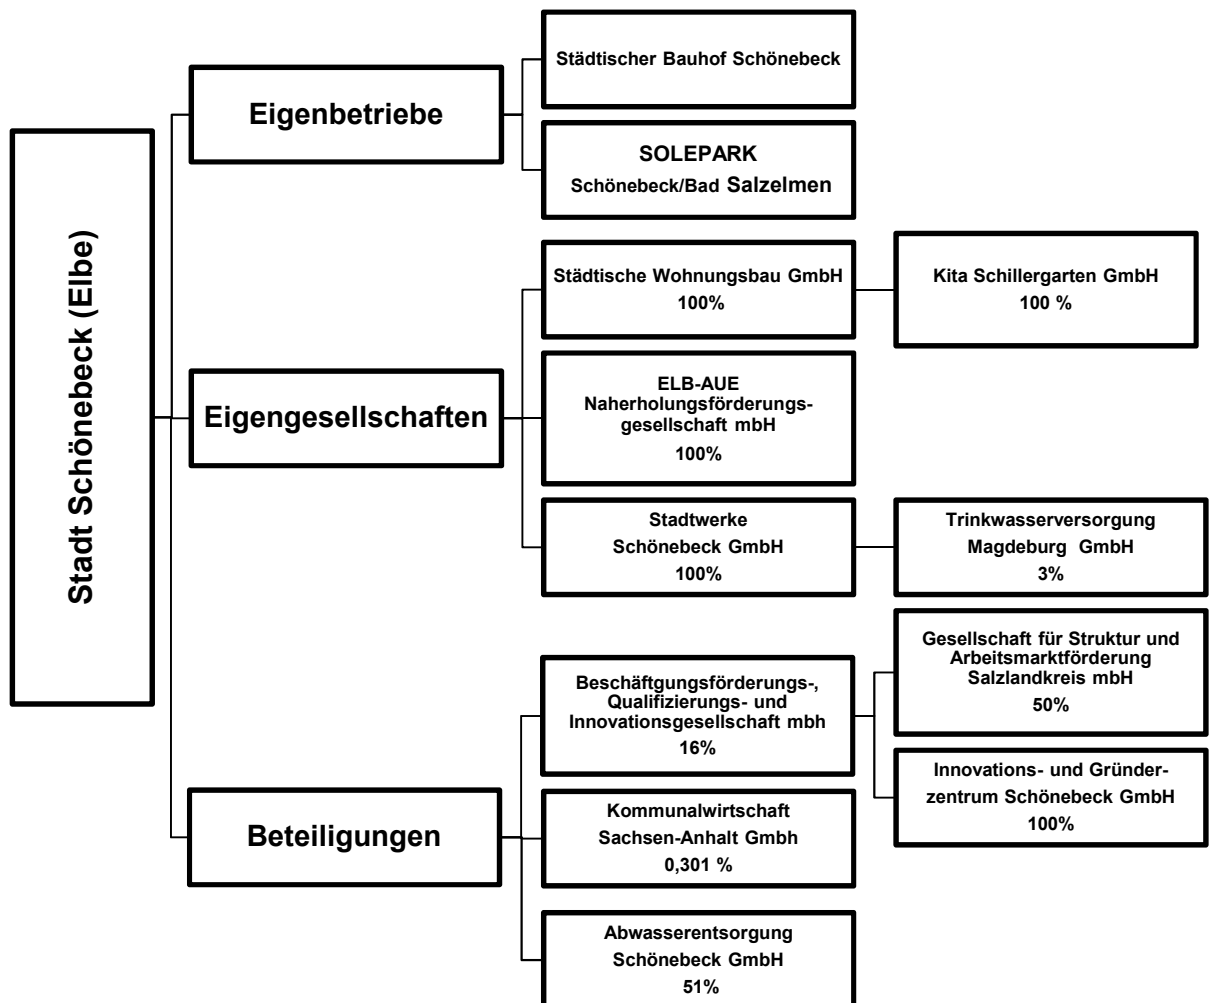 Stadt Schönebeck (Elbe)
Eigenbetriebe
Städtischer Bauhof Schönebeck
SOLEPARK
Schönebeck/Bad Salzelmen
Eigengesellschaften
Städtische Wohnungsbau GmbH
100%
Kita Schillergarten GmbH
100 %
ELB-AUE
Naherholungsförderungs-
gesellschaft mbH
100%
Stadtwerke
Schönebeck GmbH
100%
Trinkwasserversorgung
Magdeburg GmbH
3%
Beteiligungen
Beschäftgungsförderungs-,
Qualifizierungs- und
Innovationsgesellschaft mbh
16%
Gesellschaft für Struktur und
Arbeitsmarktförderung
Salzlandkreis mbH
50%
Innovations- und Gründer-
zentrum Schönebeck GmbH
100%
Kommunalwirtschaft
Sachsen-Anhalt Gmbh
0,301 %
Abwasserentsorgung
Schönebeck GmbH
51%